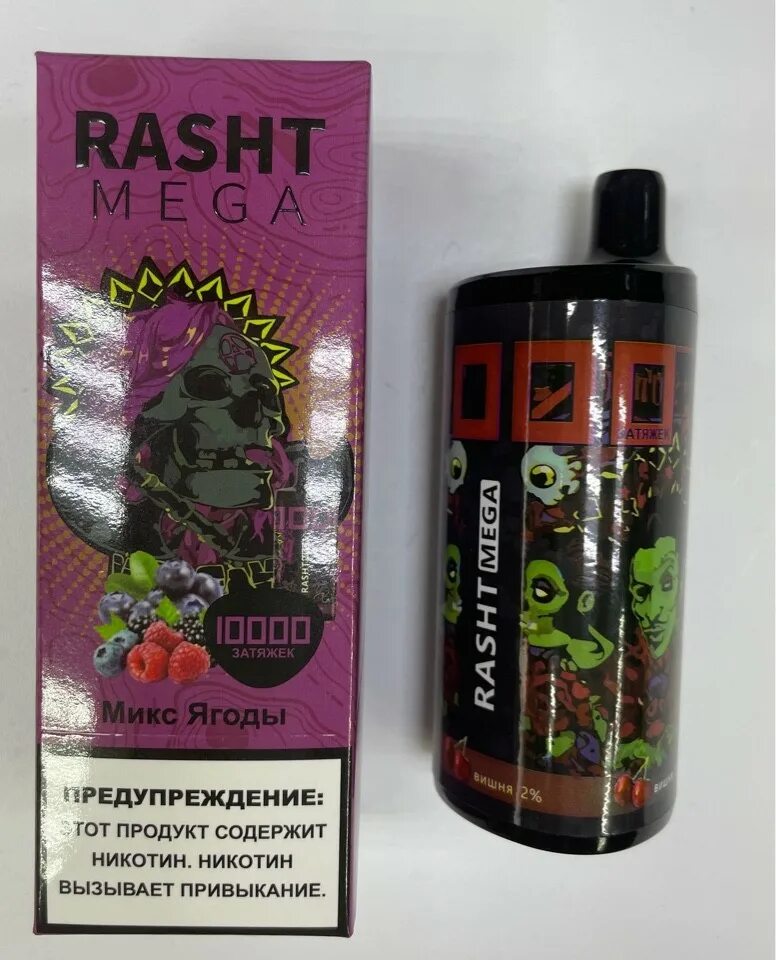 RASHT
MEGA
10000
ЗАТЯЖЕК
Микс Ягоды
ПРЕДУПРЕЖДЕНИЕ:
ЭТОТ ПРОДУКТ СОДЕРЖИТ
НИКОТИН. НИКОТИН
ВЫЗЫВАЕТ ПРИВЫКАНИЕ.
ЗАТЯЖЕК
RASHT MEGA
вишня 2%